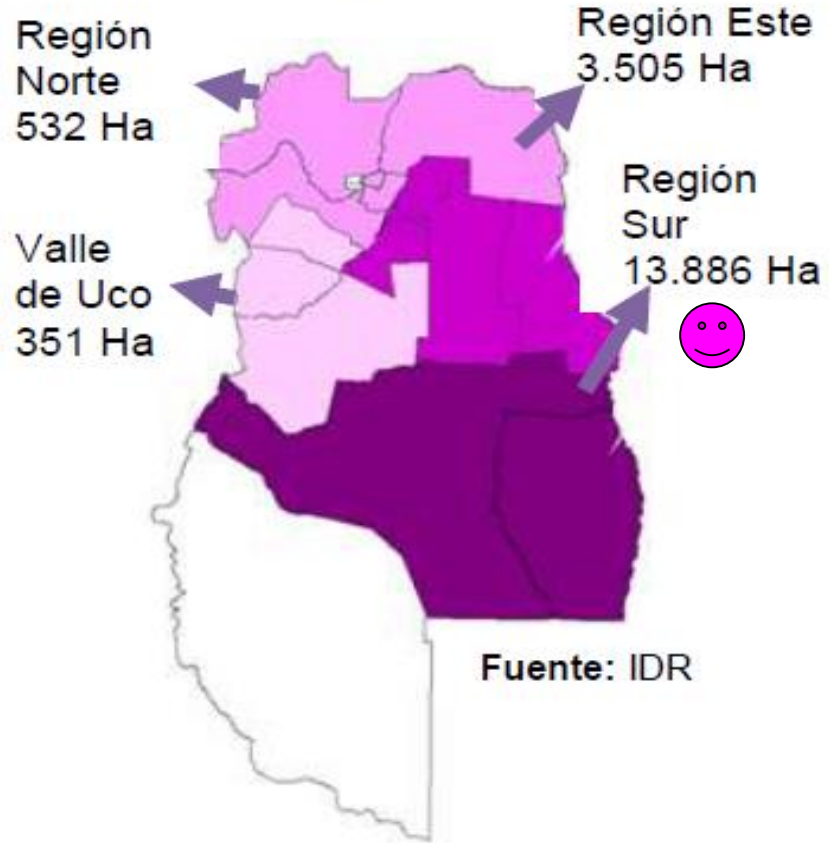 Región
Norte
532 Ha
Región Este
3.505 Ha
Región
Sur
13.886 Ha
Valle
de Uco
351 Ha
Fuente: IDR